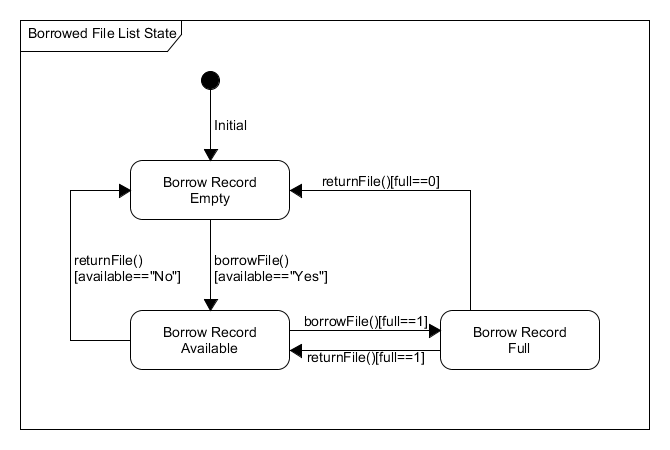 Borrowed File List State
Initial
Borrow Record
Empty
returnFile()[full==0]
returnFile()
[available=="No"]
borrowFile()
[available=="Yes"]
Borrow Record
Available
borrowFile()[full==1]
returnFile()[full==1]
Borrow Record
Full